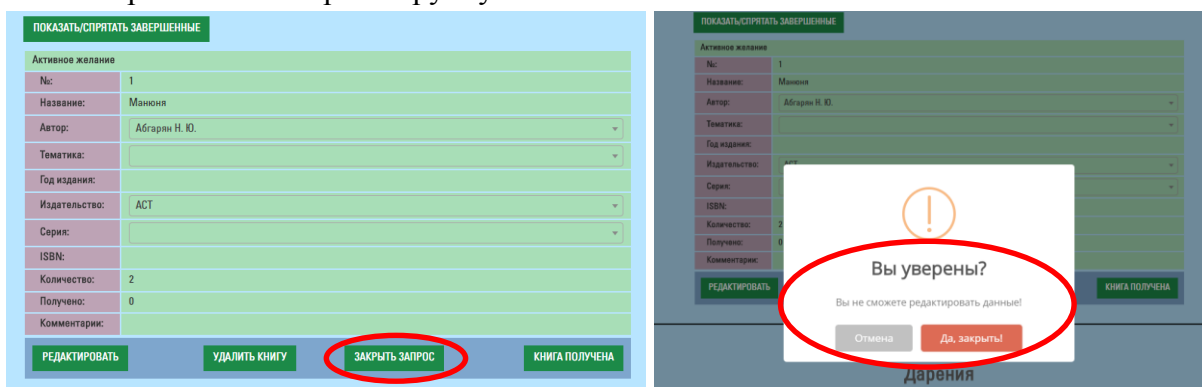 ПОКАЗАТЬ/СПРЯТАТЬ ЗАВЕРШЕННЫЕ
Активное желание
№: 1
Название: Манюня
Автор: Абгарян Н. Ю.
Тематика:
Год издания:
Издательство: АСТ
Серия:
ISBN:
Количество: 2
Получено: 0
Комментарии:
РЕДАКТИРОВАТЬ УДАЛИТЬ КНИГУ ЗАКРЫТЬ ЗАПРОС КНИГА ПОЛУЧЕНА
ПОКАЗАТЬ/СПРЯТАТЬ ЗАВЕРШЕННЫЕ
Активное желание
№: 1
Название: Манюня
Автор: Абгарян Н. Ю.
Тематика:
Год издания:
Издательство: АСТ
Серия:
ISBN:
Количество: 2
Получено: 0
Комментарии:
Вы уверены?
Вы не сможете редактировать данные!
Отмена Да, закрыть!
РЕДАКТИРОВАТЬ КНИГА ПОЛУЧЕНА
Дарения